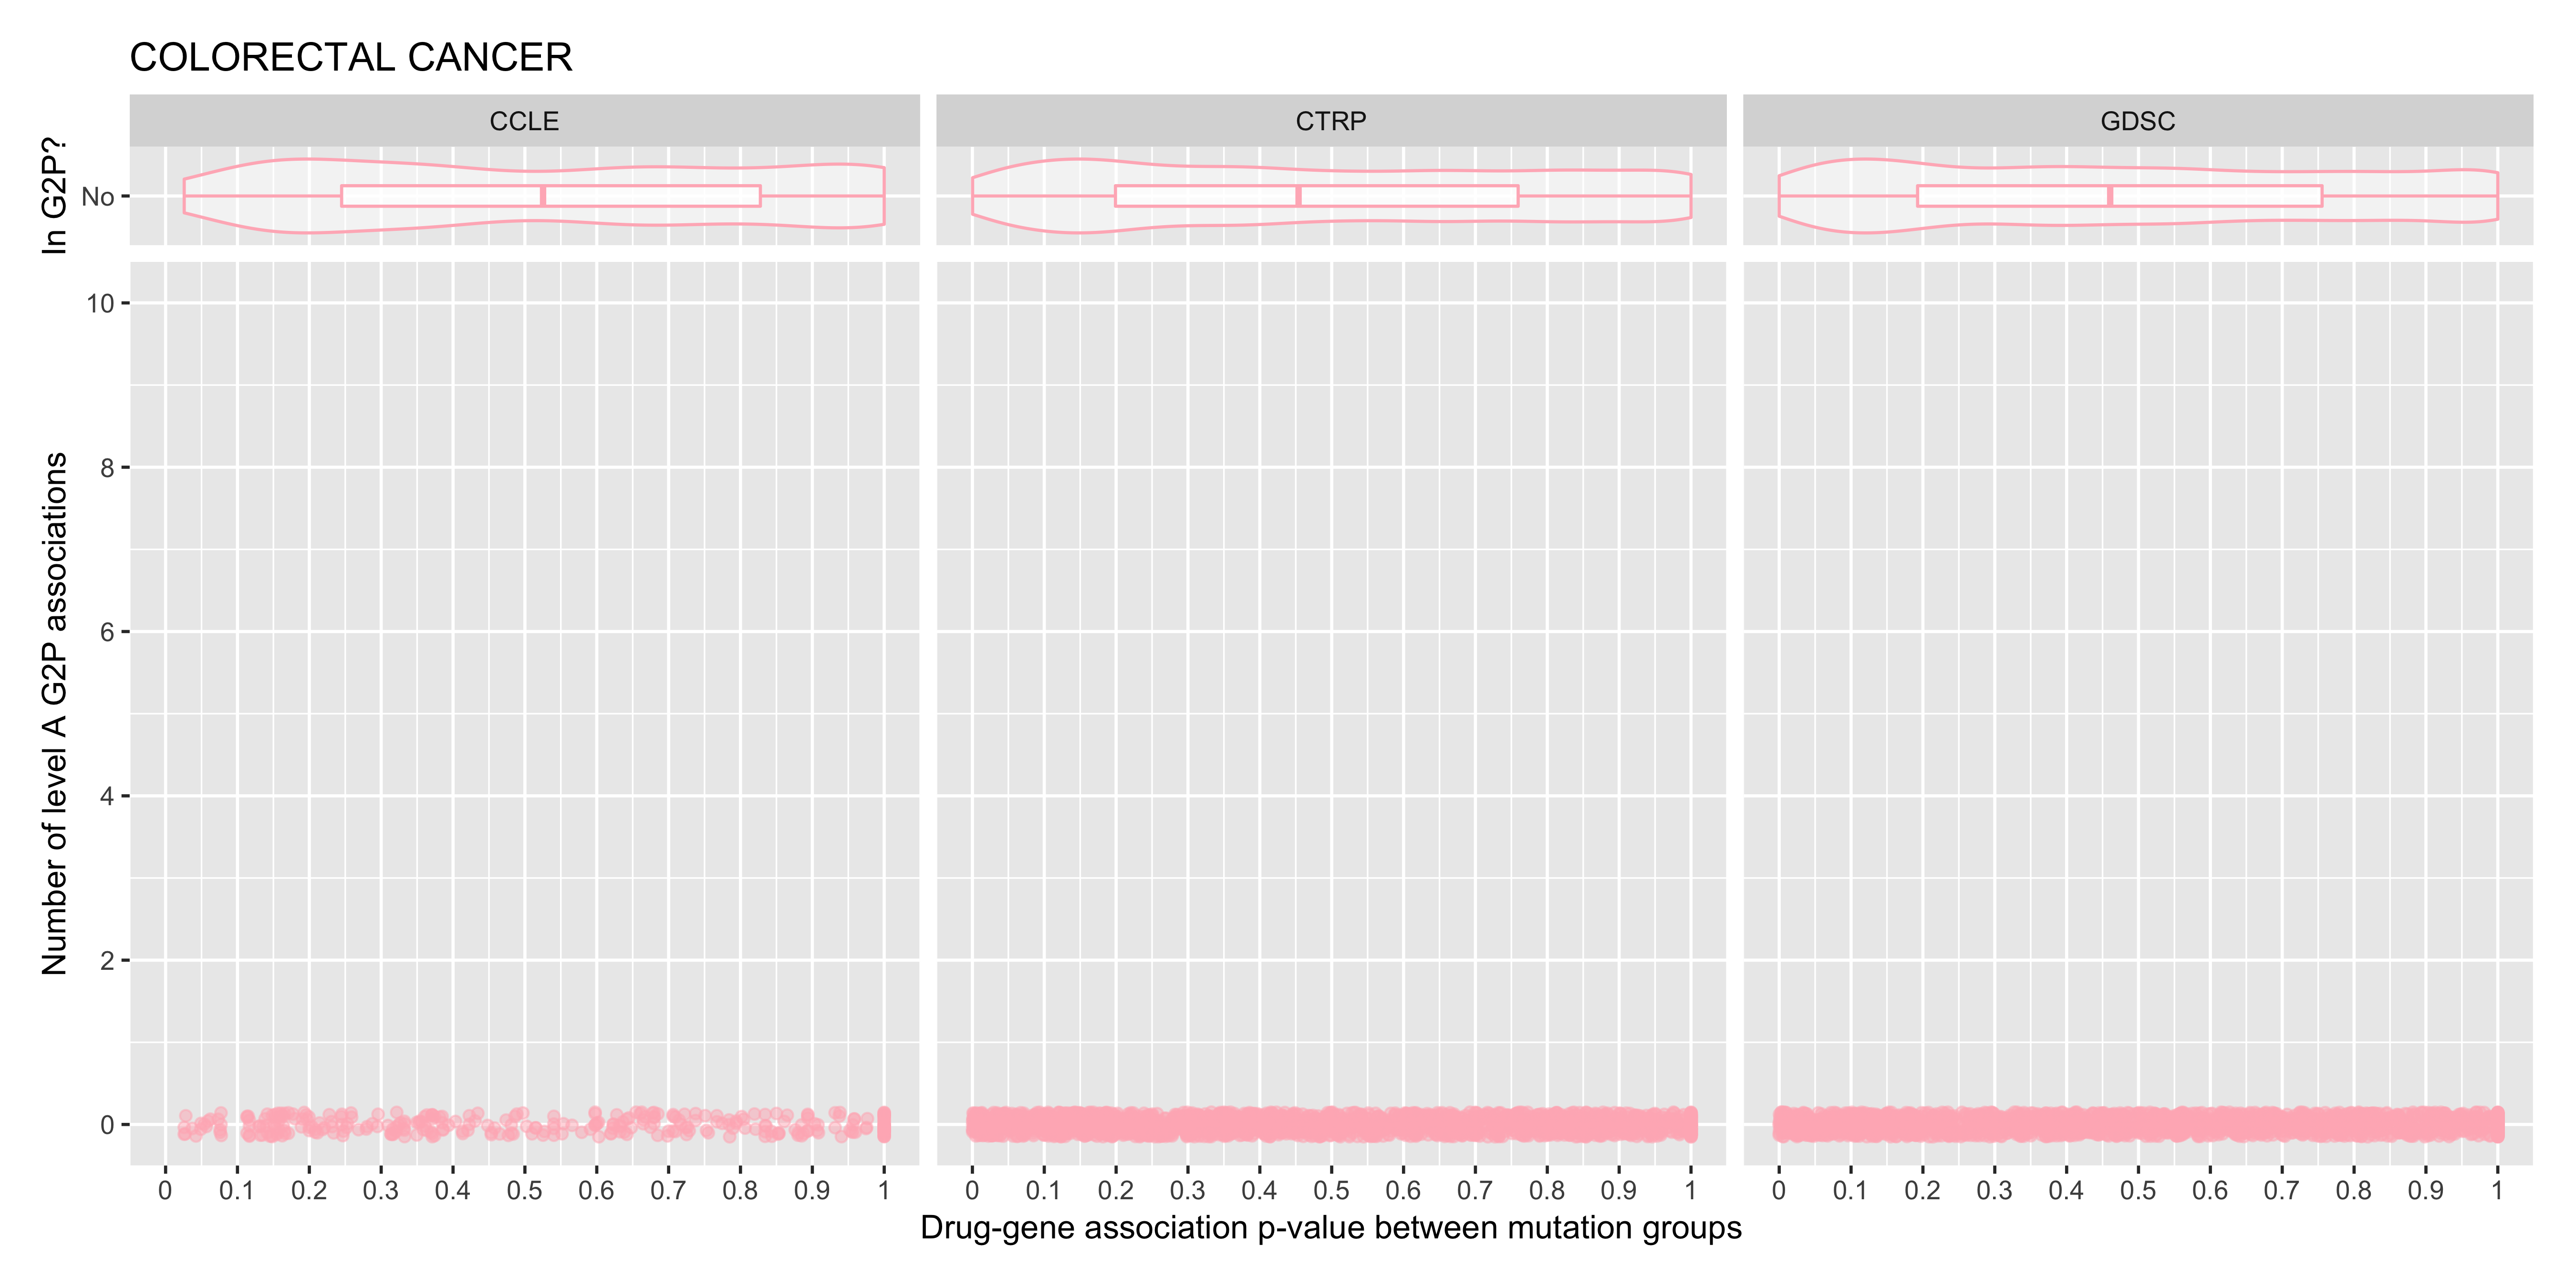 COLORECTAL CANCER
CCLE CTRP GDSC
In G2P?
No
Number of level A G2P associations
10
8
6
4
2
0
0 0.1 0.2 0.3 0.4 0.5 0.6 0.7 0.8 0.9 1 0 0.1 0.2 0.3 0.4 0.5 0.6 0.7 0.8 0.9 1 0 0.1 0.2 0.3 0.4 0.5 0.6 0.7 0.8 0.9 1
Drug-gene association p-value between mutation groups